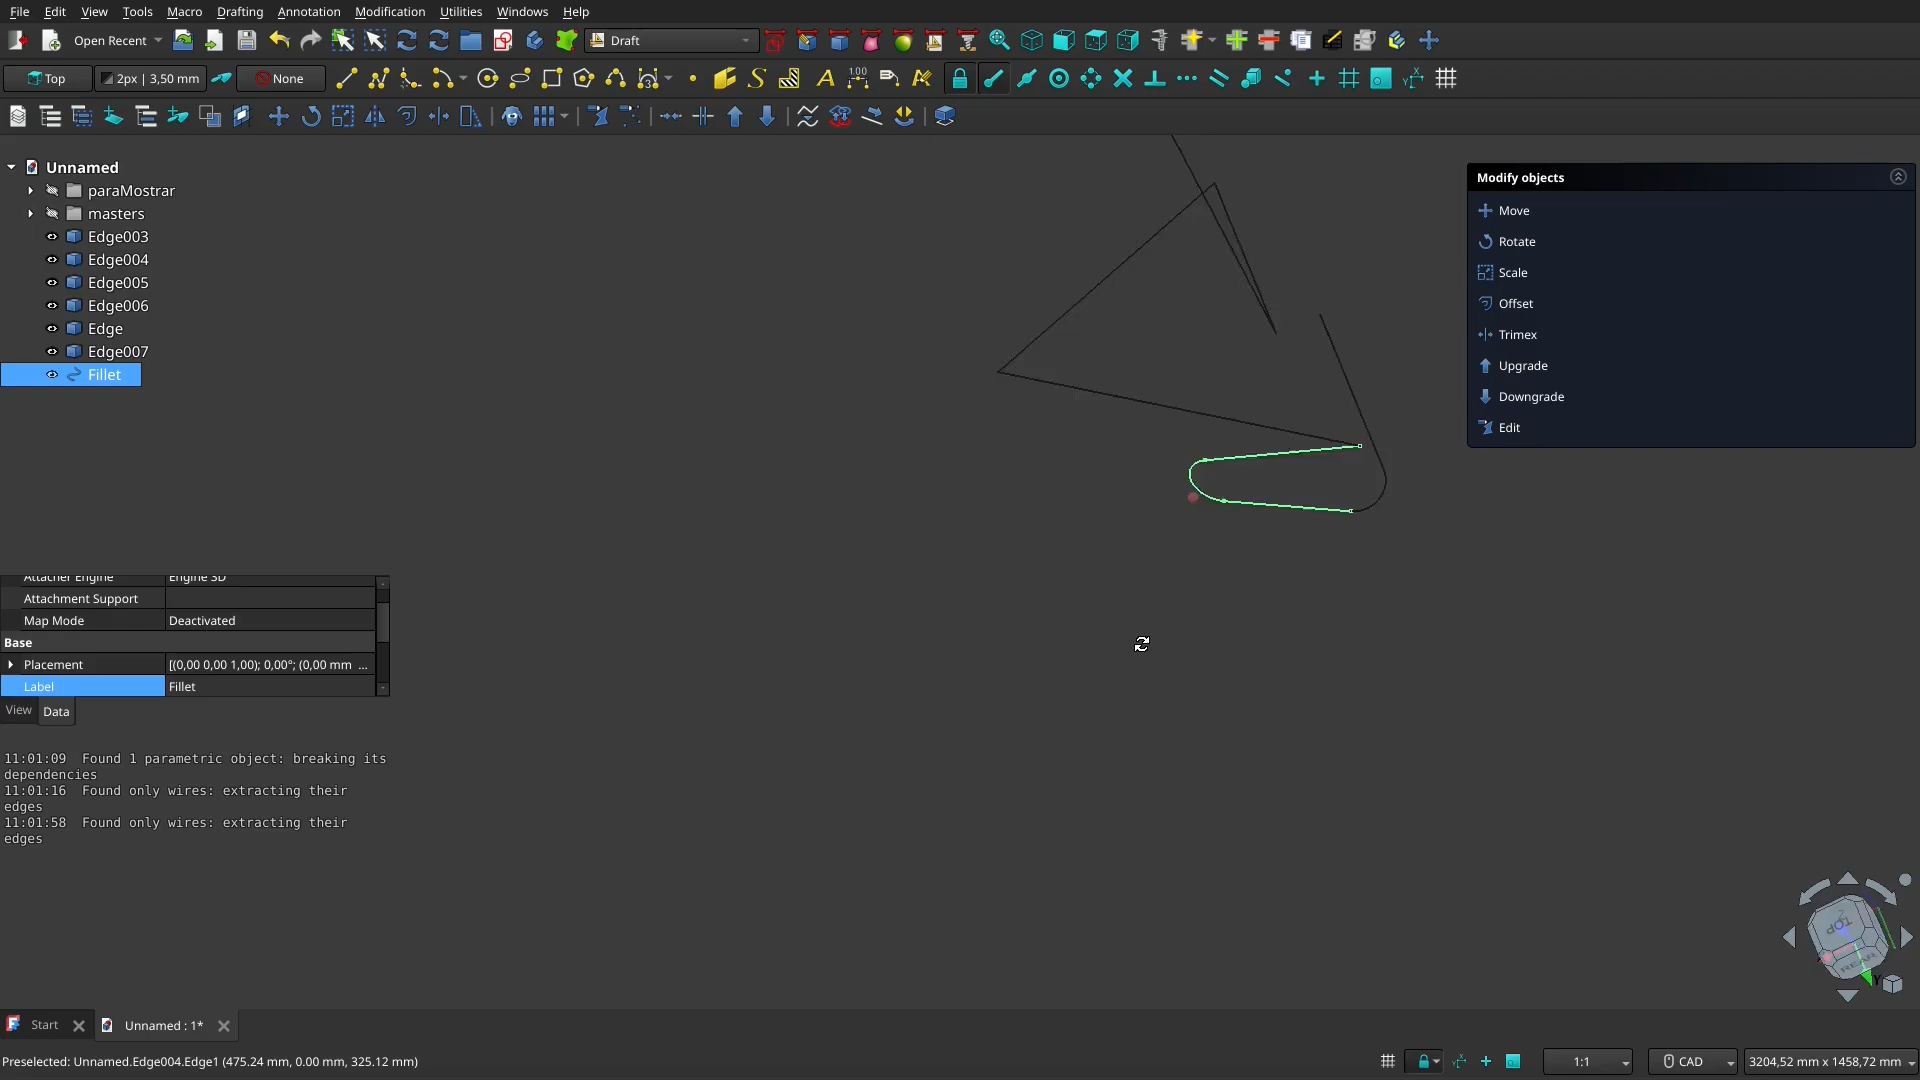 File Edit View Tools Macro Drafting Annotation Modification Utilities Windows Help
Open Recent Draft
Top 2px | 3,50 mm None
Unnamed
paraMostrar
masters
Edge003
Edge004
Edge005
Edge006
Edge
Edge007
Fillet
Modify objects
Move
Rotate
Scale
Offset
Trimex
Upgrade
Downgrade
Edit
Attacher Engine Engine 3D
Attachment Support
Map Mode Deactivated
Base
Placement [(0,00 0,00 1,00); 0,00°; (0,00 mm ...
Label Fillet
View Data
11:01:09 Found 1 parametric object: breaking its
dependencies
11:01:16 Found only wires: extracting their
edges
11:01:58 Found only wires: extracting their
edges
TOP
REAR
Start Unnamed : 1*
Preselected: Unnamed.Edge004.Edge1 (475.24 mm, 0.00 mm, 325.12 mm)
1:1 CAD 3204,52 mm x 1458,72 mm